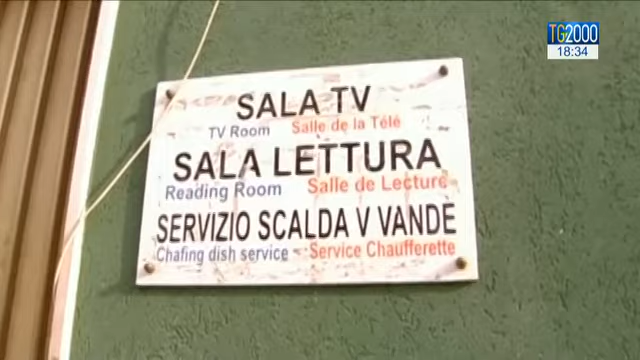 TG2000
18:34
SALA TV
TV Room Salle de la Télé
SALA LETTURA
Reading Room Salle de Lecture
SERVIZIO SCALDA V VANDE
Chafing dish service - Service Chaufferette